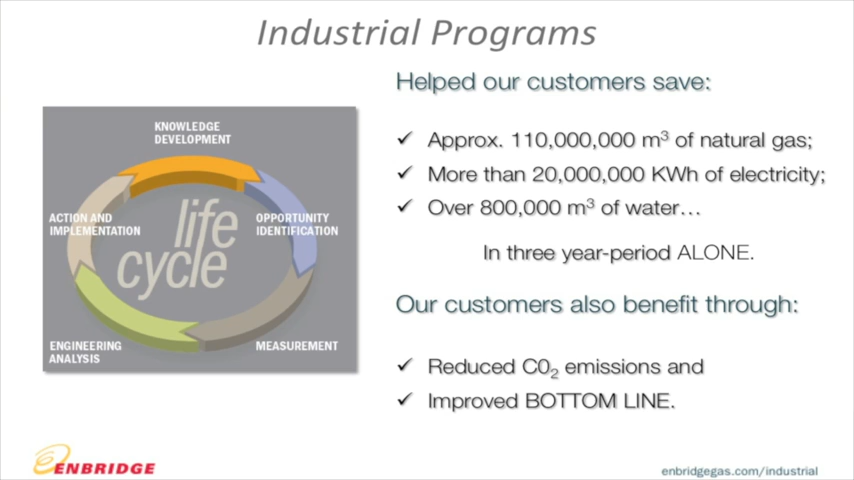 Industrial Programs
KNOWLEDGE
DEVELOPMENT
ACTION AND
IMPLEMENTATION
life
cycle
OPPORTUNITY
IDENTIFICATION
ENGINEERING
ANALYSIS
MEASUREMENT
Helped our customers save:
✓ Approx. 110,000,000 m³ of natural gas;
✓ More than 20,000,000 KWh of electricity;
✓ Over 800,000 m³ of water…
In three year-period ALONE.
Our customers also benefit through:
✓ Reduced C0₂ emissions and
✓ Improved BOTTOM LINE.
ENBRIDGE
enbridgegas.com/industrial